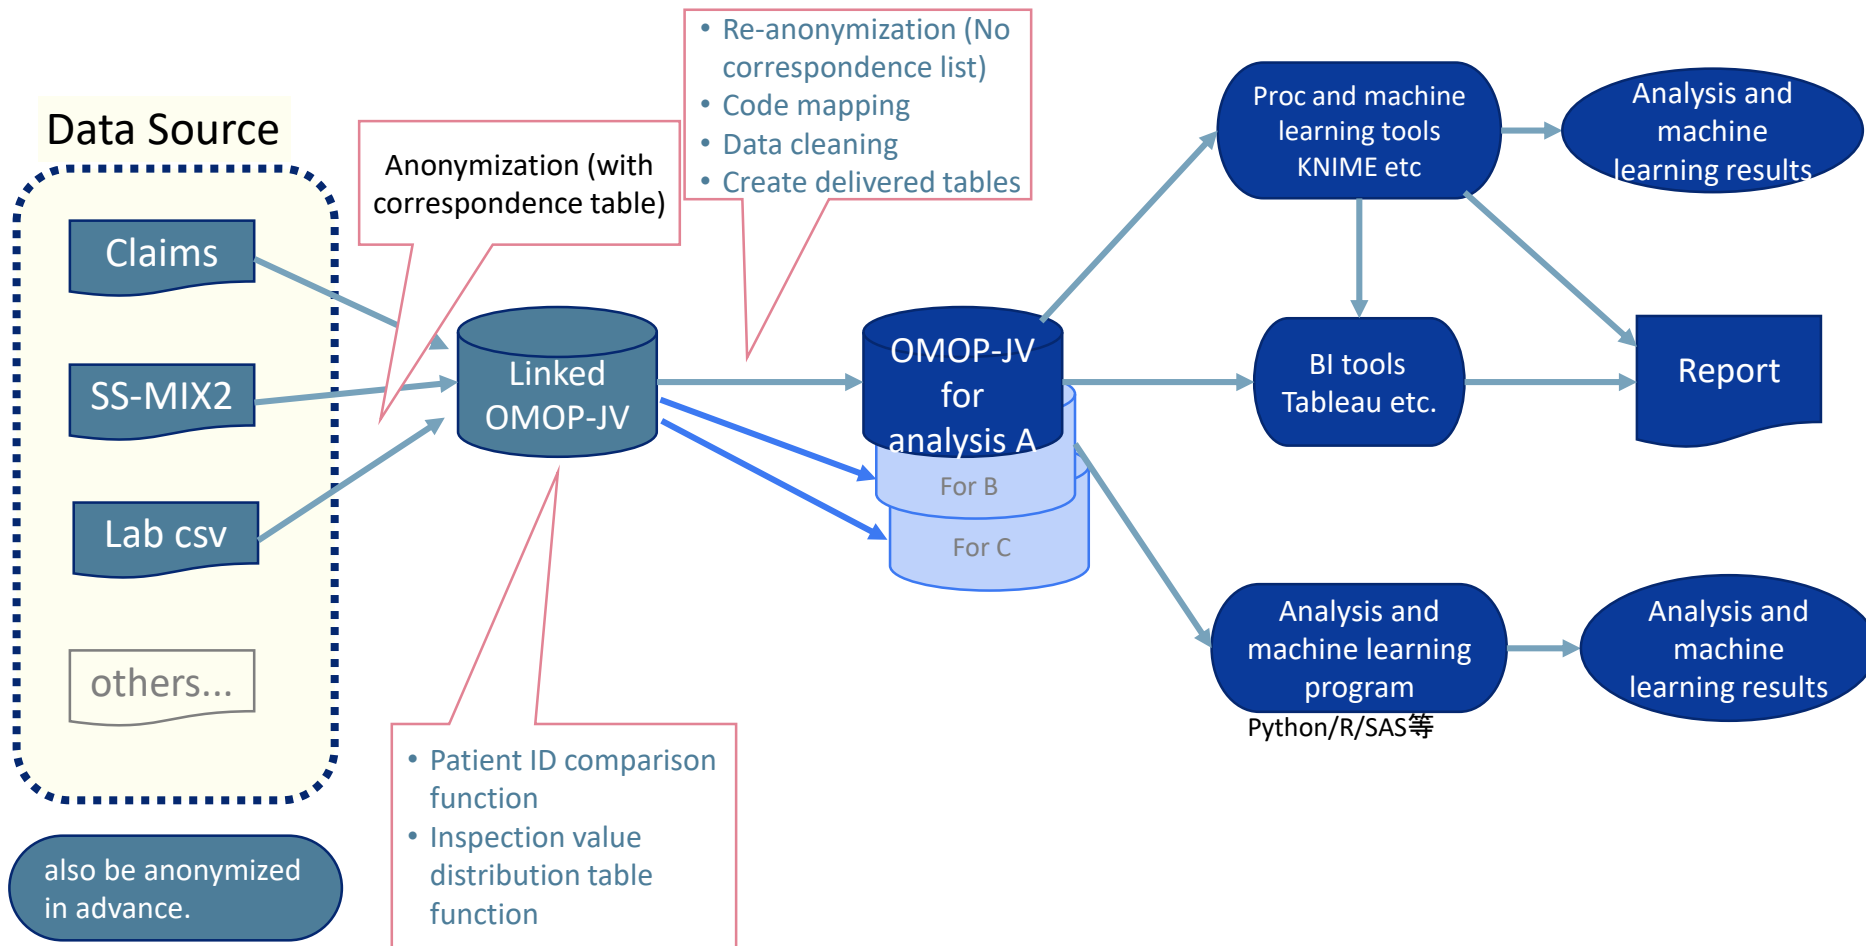 Data Source
Claims
SS-MIX2
Lab csv
others...
also be anonymized
in advance.
Anonymization (with
correspondence table)
• Re-anonymization (No
correspondence list)
• Code mapping
• Data cleaning
• Create delivered tables
Linked
OMOP-JV
• Patient ID comparison
function
• Inspection value
distribution table
function
OMOP-JV
for
analysis A
For B
For C
Proc and machine
learning tools
KNIME etc
Analysis and
machine
learning results
BI tools
Tableau etc.
Report
Analysis and
machine learning
program
Python/R/SAS等
Analysis and
machine
learning results